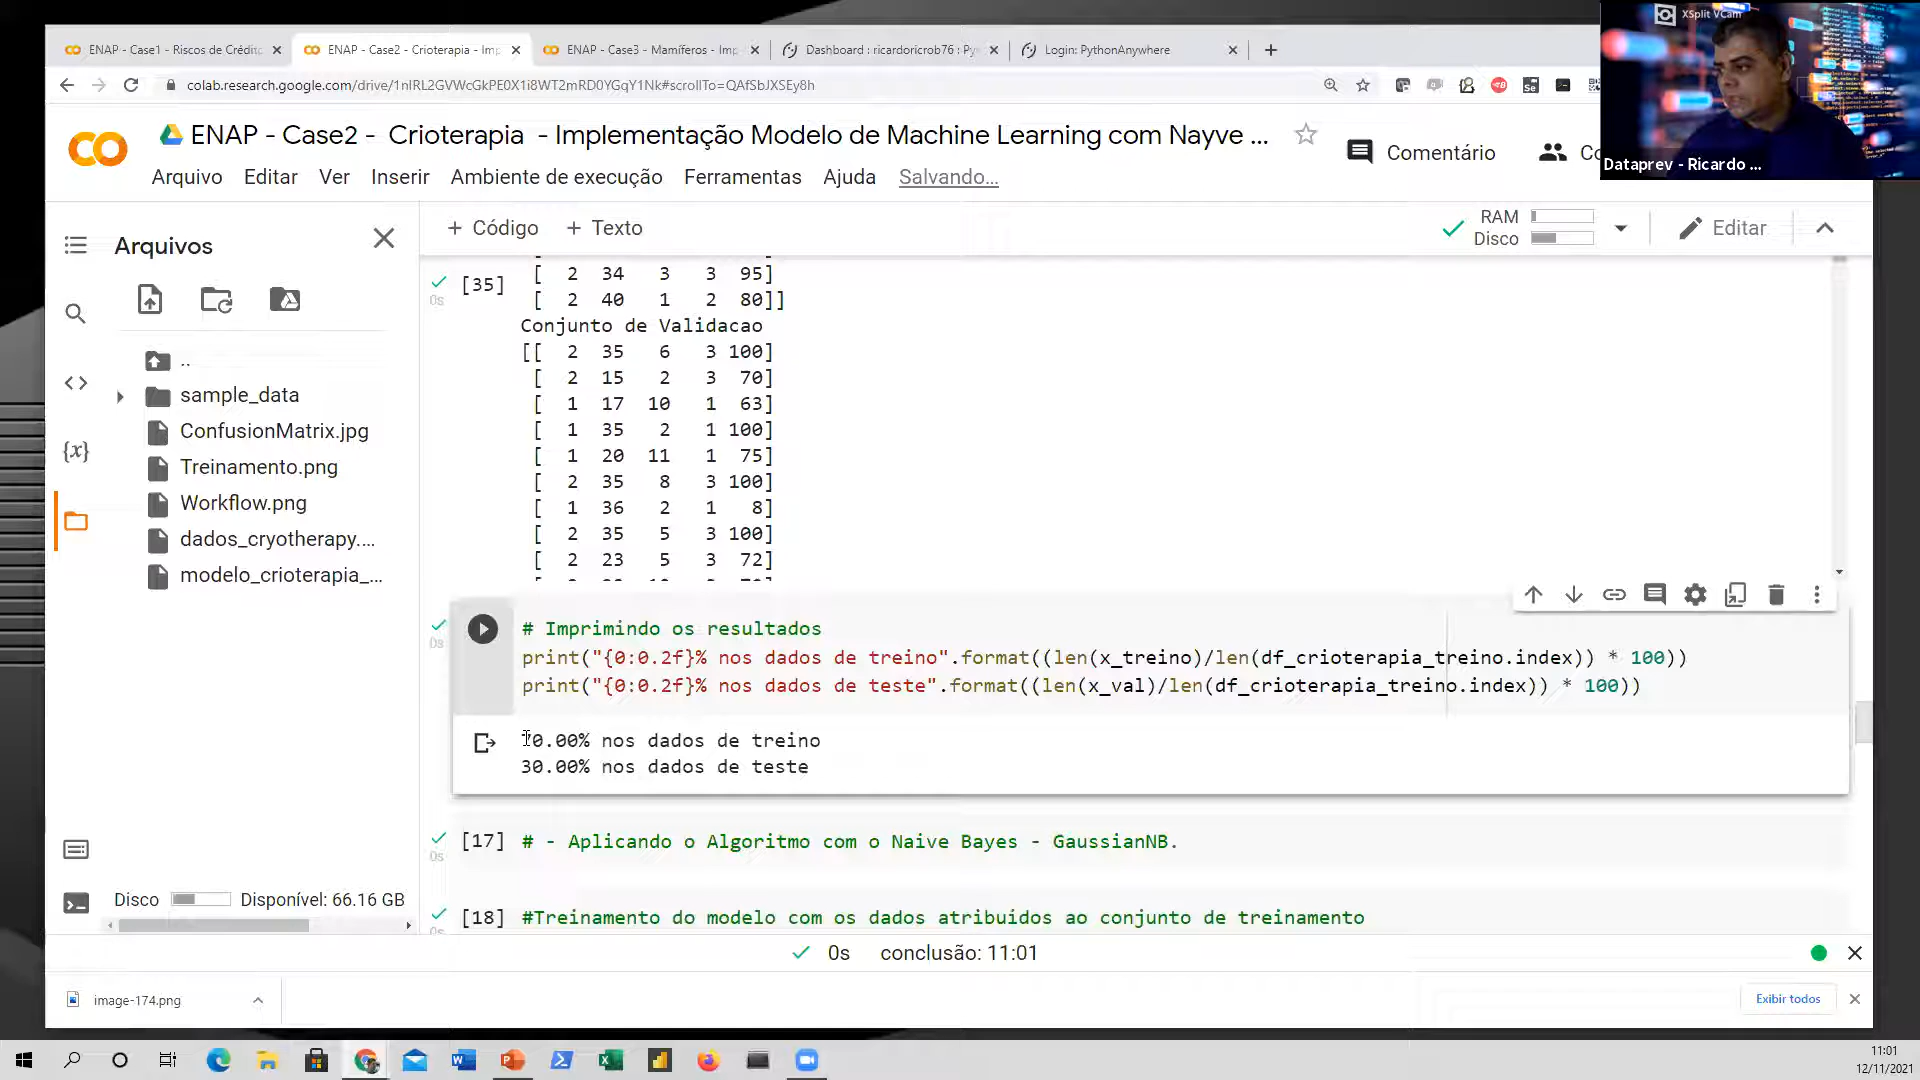 ENAP - Case1 - Riscos de Crédito
ENAP - Case2 - Crioterapia - Imp
ENAP - Case3 - Mamíferos - Imp
Dashboard : ricardoricrob76 : Py
Login: PythonAnywhere
colab.research.google.com/drive/1nIRL2GVWcGkPE0X1i8WT2mRD0YGqY1Nk#scrollTo=QAfSbJXSEy8h
XSplit VCam
Dataprev - Ricardo ...
ENAP - Case2 - Crioterapia - Implementação Modelo de Machine Learning com Nayve ...
Comentário
Co
Arquivo Editar Ver Inserir Ambiente de execução Ferramentas Ajuda Salvando...
Arquivos
+ Código + Texto
RAM
Disco
Editar
..
sample_data
ConfusionMatrix.jpg
Treinamento.png
Workflow.png
dados_cryotherapy....
modelo_crioterapia_...
Disco Disponível: 66.16 GB
[35]
0s
[ 2 34 3 3 95]
[ 2 40 1 2 80]]
Conjunto de Validacao
[[ 2 35 6 3 100]
[ 2 15 2 3 70]
[ 1 17 10 1 63]
[ 1 35 2 1 100]
[ 1 20 11 1 75]
[ 2 35 8 3 100]
[ 1 36 2 1 8]
[ 2 35 5 3 100]
[ 2 23 5 3 72]
0s
# Imprimindo os resultados
print("{0:0.2f}% nos dados de treino".format((len(x_treino)/len(df_crioterapia_treino.index)) * 100))
print("{0:0.2f}% nos dados de teste".format((len(x_val)/len(df_crioterapia_treino.index)) * 100))
70.00% nos dados de treino
30.00% nos dados de teste
[17] # - Aplicando o Algoritmo com o Naive Bayes - GaussianNB.
0s
[18] #Treinamento do modelo com os dados atribuidos ao conjunto de treinamento
0s
0s conclusão: 11:01
image-174.png
Exibir todos
11:01
12/11/2021